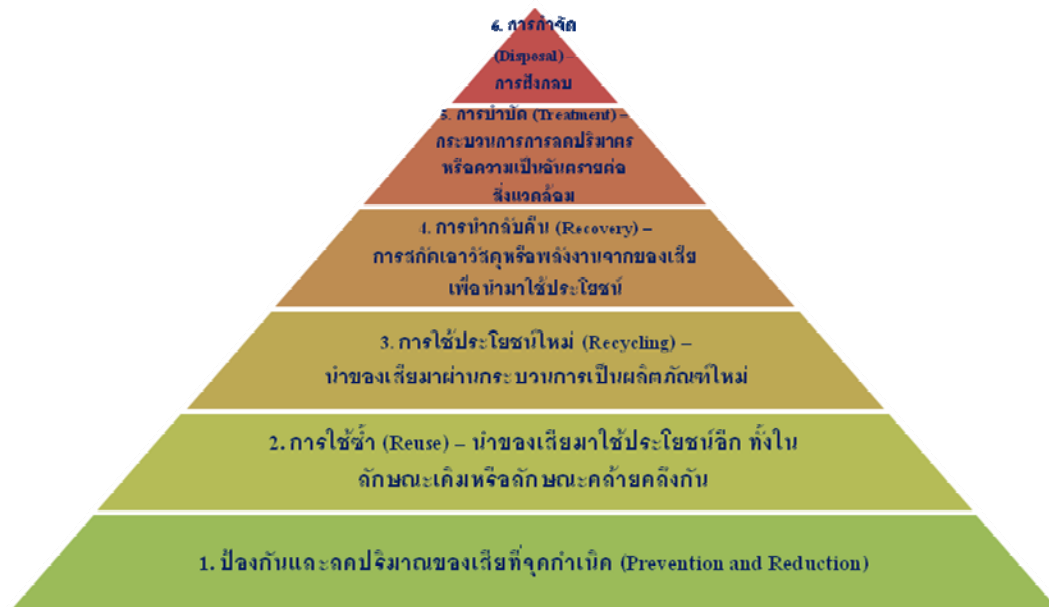 6. การกำจัด
(Disposal) –
การฝังกลบ
5. การบำบัด (Treatment) –
กระบวนการการลดปริมาตร
หรือความเป็นอันตรายต่อ
สิ่งแวดล้อม
4. การนำกลับคืน (Recovery) –
การสกัดเอาวัสดุหรือพลังงานจากของเสีย
เพื่อนำมาใช้ประโยชน์
3. การใช้ประโยชน์ใหม่ (Recycling) –
นำของเสียมาผ่านกระบวนการเป็นผลิตภัณฑ์ใหม่
2. การใช้ซ้ำ (Reuse) – นำของเสียมาใช้ประโยชน์อีก ทั้งใน
ลักษณะเดิมหรือลักษณะคล้ายคลึงกัน
1. ป้องกันและลดปริมาณของเสียที่จุดกำเนิด (Prevention and Reduction)